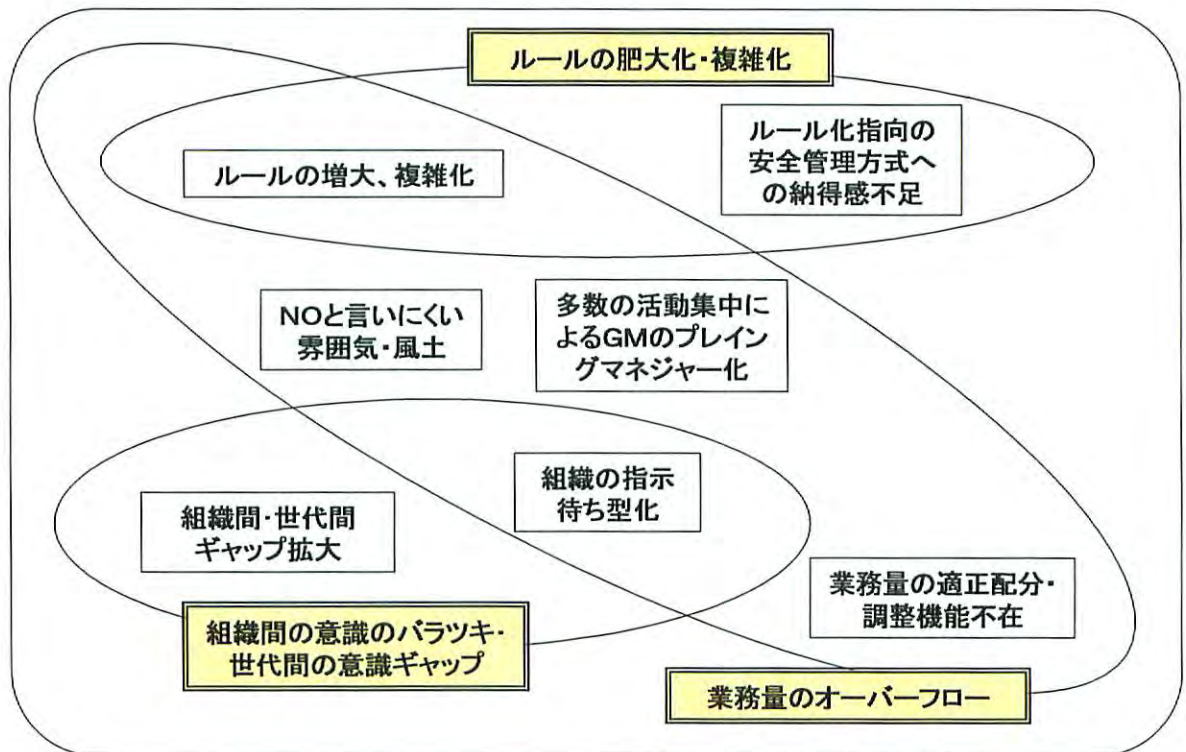 ルールの肥大化・複雑化
ルール化指向の
安全管理方式へ
の納得感不足
ルールの増大、複雑化
NOと言いにくい
雰囲気・風土
多数の活動集中に
よるGMのプレイン
グマネジャー化
組織の指示
待ち型化
組織間・世代間
ギャップ拡大
業務量の適正配分・
調整機能不在
組織間の意識のバラツキ・
世代間の意識ギャップ
業務量のオーバーフロー